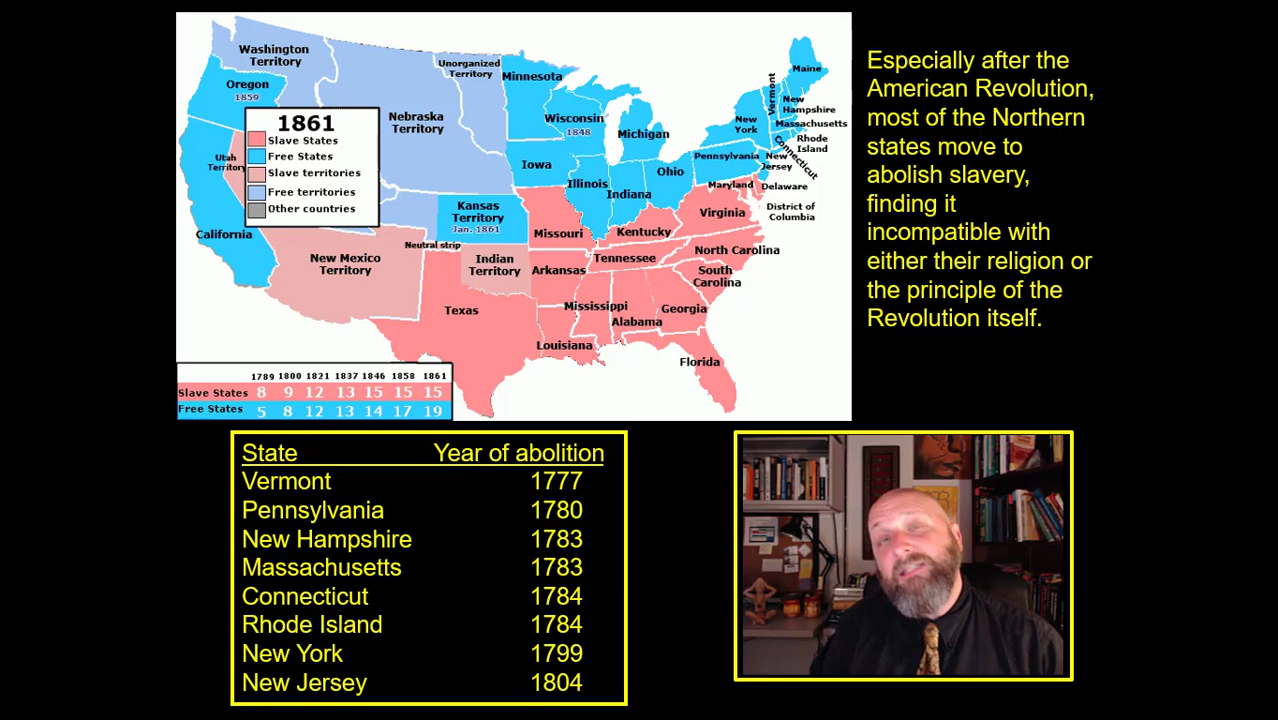 Washington
Territory
Oregon
1859
Unorganized
Territory
Minnesota
Nebraska
Territory
Wisconsin
1848
Michigan
Maine
Vermont
New
Hampshire
Massachusetts
New
York
Rhode
Island
Connecticut
1861
Slave States
Free States
Slave territories
Free territories
Other countries
Utah
Territory
Iowa
Illinois
Indiana
Ohio
Pennsylvania
New
Jersey
Maryland
Delaware
District of
Columbia
Kansas
Territory
Jan. 1861
California
Missouri
Kentucky
Virginia
Neutral strip
New Mexico
Territory
Indian
Territory
Arkansas
Tennessee
North Carolina
South
Carolina
Texas
Mississippi
Alabama
Georgia
Louisiana
Florida
1789 1800 1821 1837 1846 1858 1861
Slave States 8 9 12 13 15 15 15
Free States 5 8 12 13 14 17 19
Especially after the
American Revolution,
most of the Northern
states move to
abolish slavery,
finding it
incompatible with
either their religion or
the principle of the
Revolution itself.
State Year of abolition
Vermont 1777
Pennsylvania 1780
New Hampshire 1783
Massachusetts 1783
Connecticut 1784
Rhode Island 1784
New York 1799
New Jersey 1804